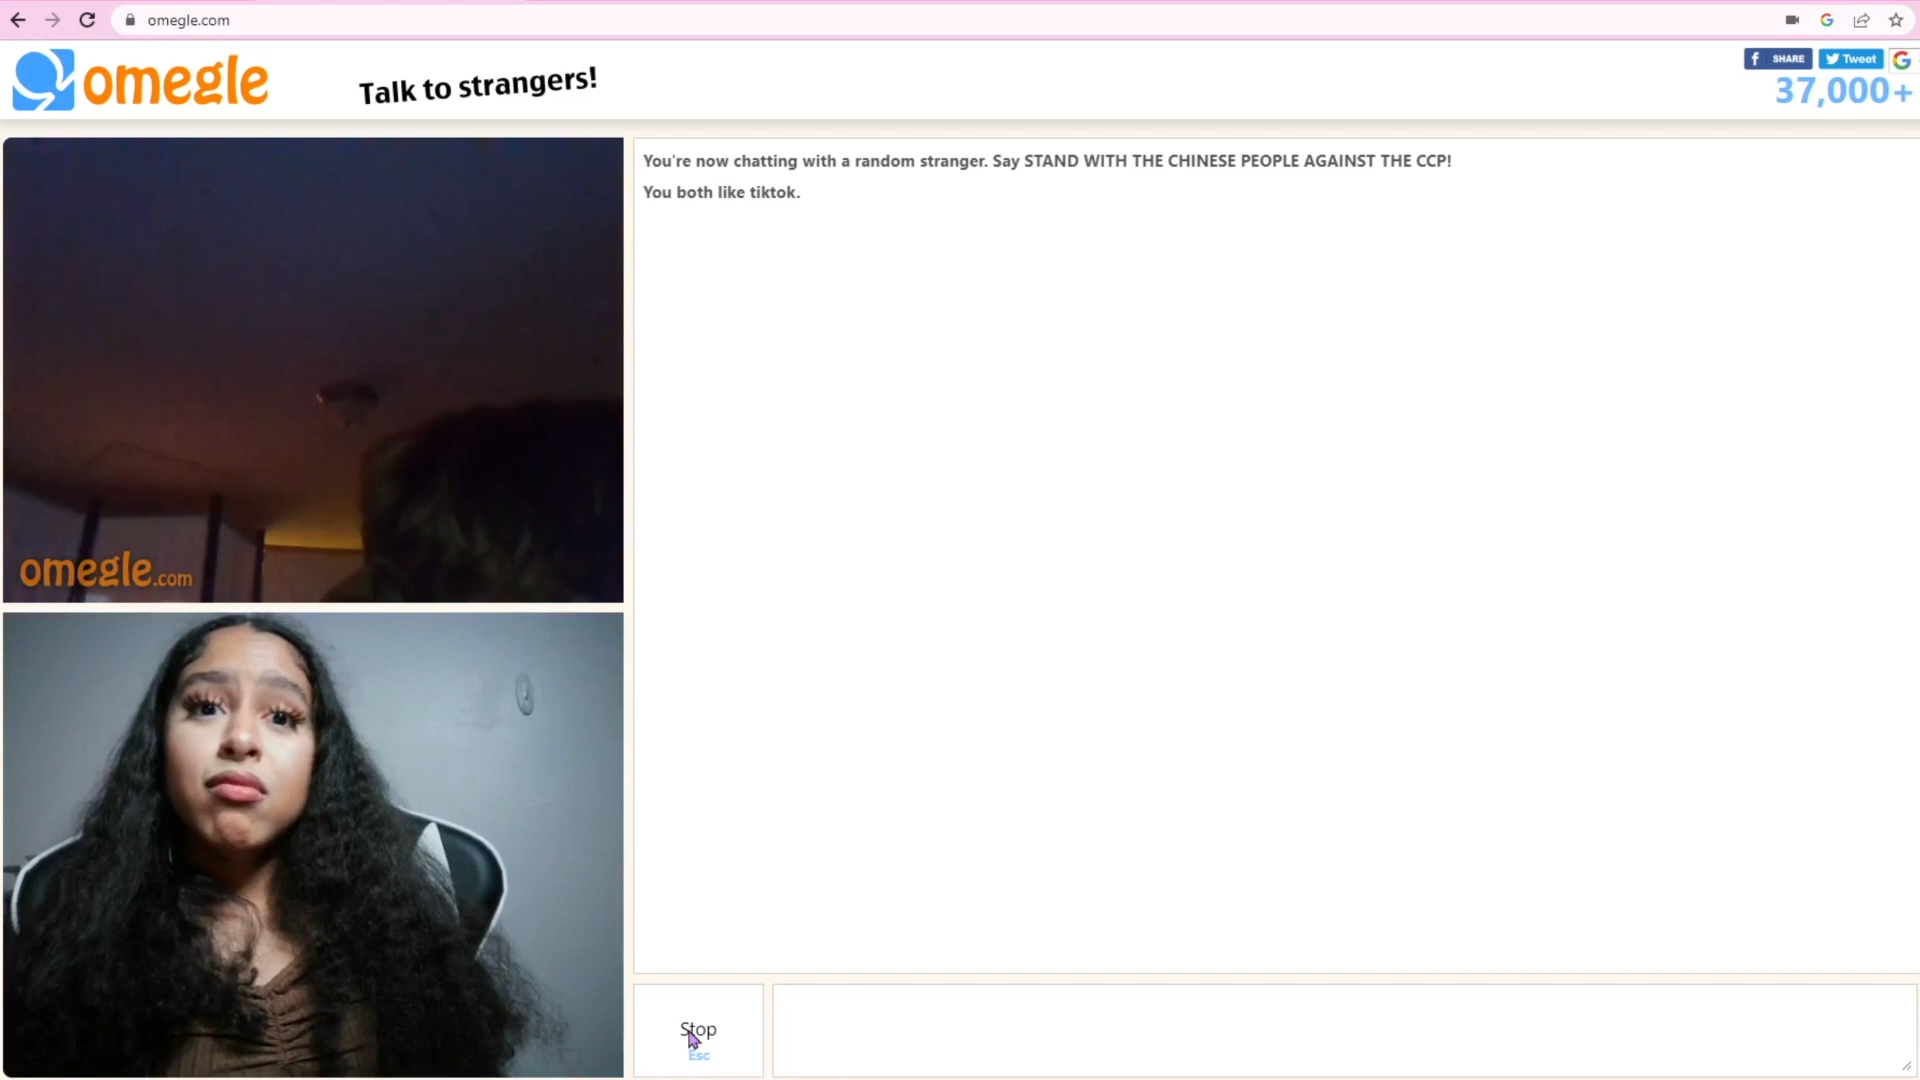 omegle.com
omegle
Talk to strangers!
SHARE
Tweet
37,000+
You're now chatting with a random stranger. Say STAND WITH THE CHINESE PEOPLE AGAINST THE CCP!
You both like tiktok.
omegle.com
Stop
Esc